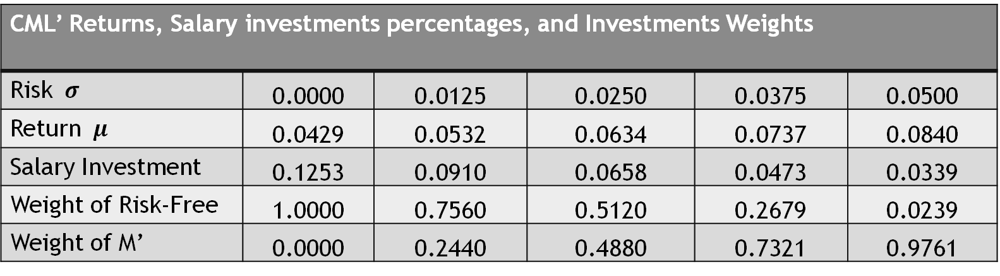 CML’ Returns, Salary investments percentages, and Investments Weights
Risk σ 0.0000 0.0125 0.0250 0.0375 0.0500
Return μ 0.0429 0.0532 0.0634 0.0737 0.0840
Salary Investment 0.1253 0.0910 0.0658 0.0473 0.0339
Weight of Risk-Free 1.0000 0.7560 0.5120 0.2679 0.0239
Weight of M’ 0.0000 0.2440 0.4880 0.7321 0.9761